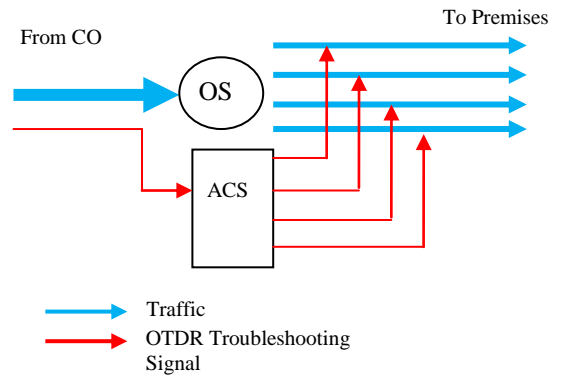 To Premises
From CO
OS
ACS
Traffic
OTDR Troubleshooting
Signal